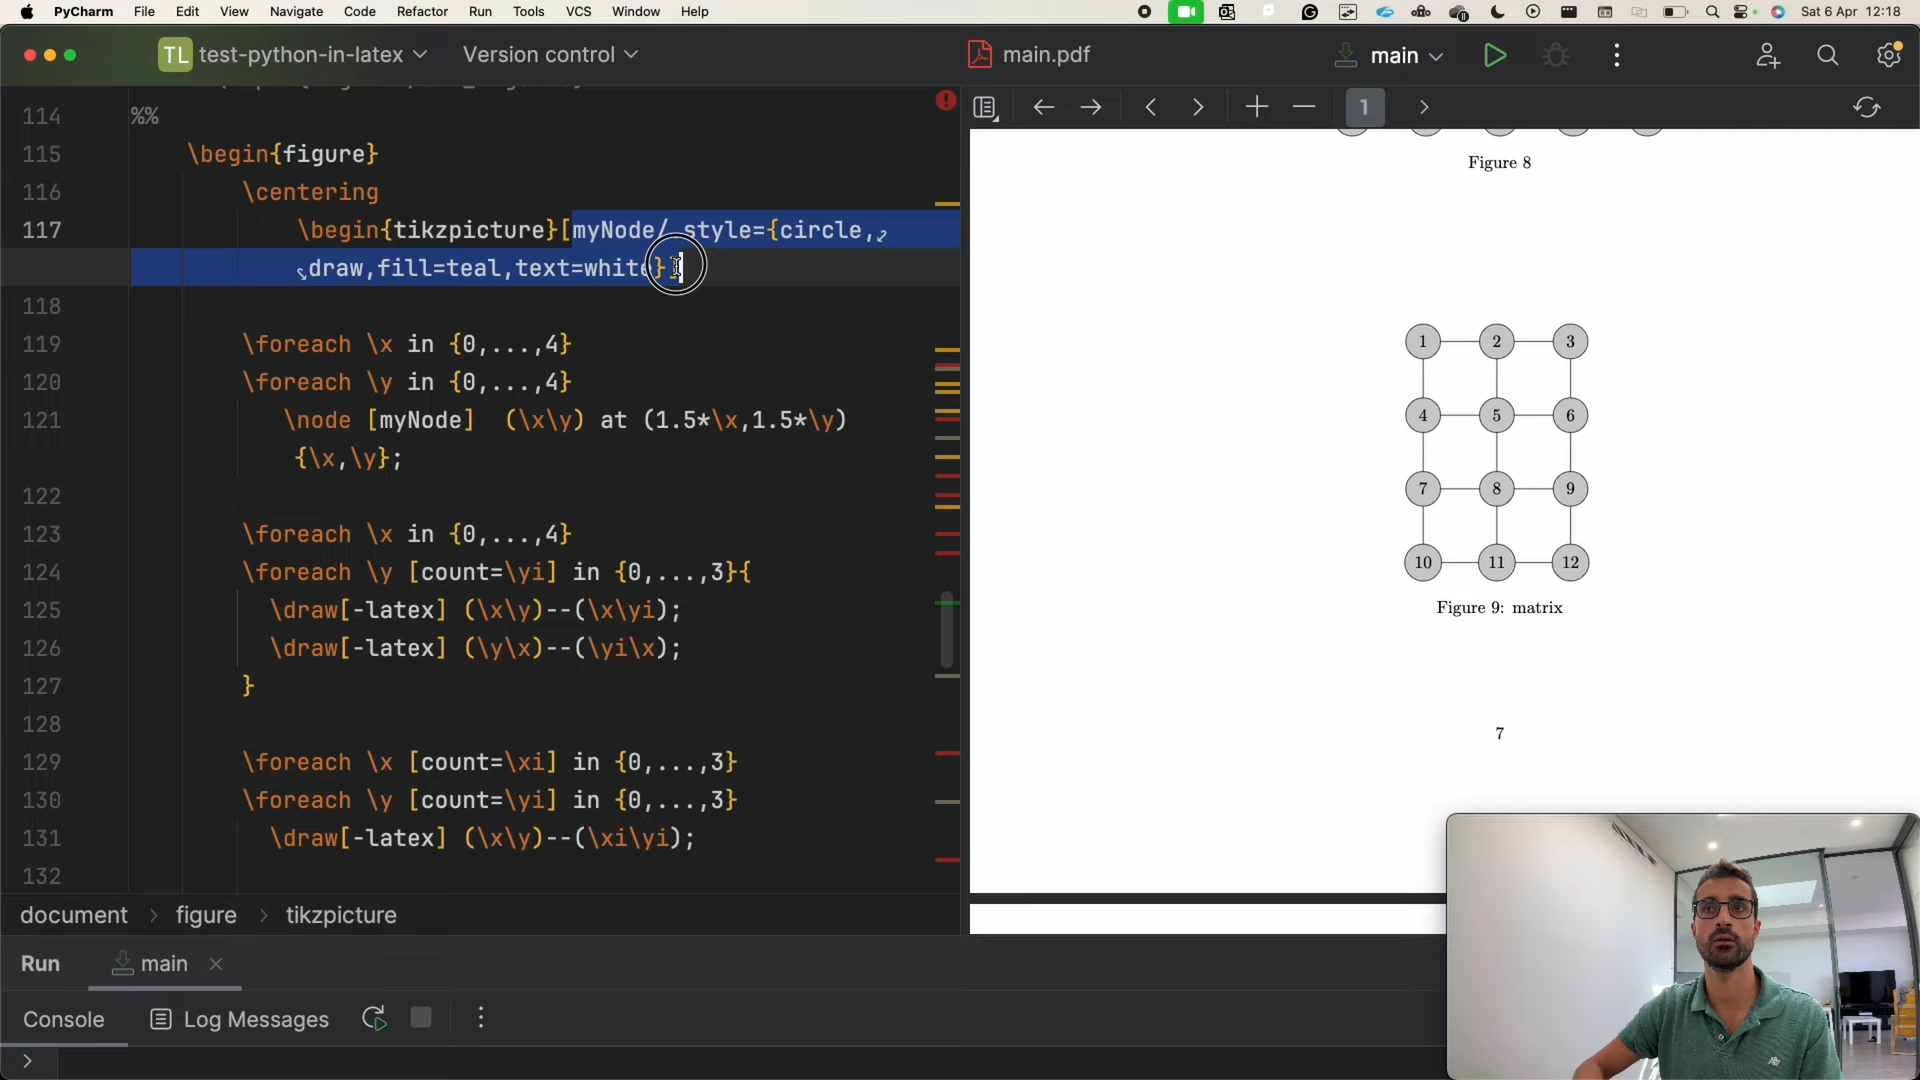 PyCharm File Edit View Navigate Code Refactor Run Tools VCS Window Help Sat 6 Apr 12:18
TL test-python-in-latex Version control main.pdf main
1
114 %%
115 \begin{figure}
116 \centering
117 \begin{tikzpicture}[myNode/.style={circle,
draw,fill=teal,text=white}]
118
119 \foreach \x in {0,...,4}
120 \foreach \y in {0,...,4}
121 \node [myNode] (\x\y) at (1.5*\x,1.5*\y)
{\x,\y};
122
123 \foreach \x in {0,...,4}
124 \foreach \y [count=\yi] in {0,...,3}{
125 \draw[-latex] (\x\y)--(\x\yi);
126 \draw[-latex] (\y\x)--(\yi\x);
127 }
128
129 \foreach \x [count=\xi] in {0,...,3}
130 \foreach \y [count=\yi] in {0,...,3}
131 \draw[-latex] (\x\y)--(\xi\yi);
132
document > figure > tikzpicture
Figure 8
1 2 3
4 5 6
7 8 9
10 11 12
Figure 9: matrix
7
Run main
Console Log Messages
>